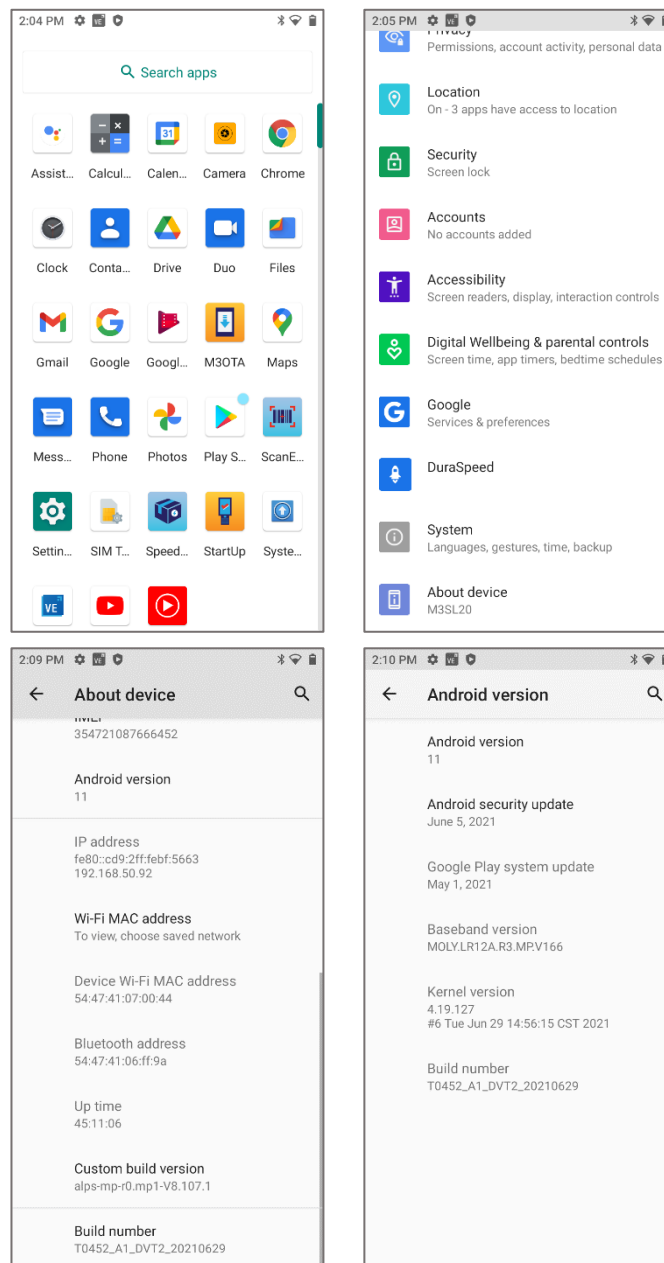 2:04 PM
Search apps
31
Assist... Calcul... Calen... Camera Chrome
Clock Conta... Drive Duo Files
Gmail Google Googl... M3OTA Maps
Mess... Phone Photos Play S... ScanE...
Settin... SIM T... Speed... StartUp Syste...
VE
2:05 PM
Privacy
Permissions, account activity, personal data
Location
On - 3 apps have access to location
Security
Screen lock
Accounts
No accounts added
Accessibility
Screen readers, display, interaction controls
Digital Wellbeing & parental controls
Screen time, app timers, bedtime schedules
Google
Services & preferences
DuraSpeed
System
Languages, gestures, time, backup
About device
M3SL20
2:09 PM
About device
IMEI
354721087666452
Android version
11
IP address
fe80::cd9:2ff:febf:5663
192.168.50.92
Wi-Fi MAC address
To view, choose saved network
Device Wi-Fi MAC address
54:47:41:07:00:44
Bluetooth address
54:47:41:06:ff:9a
Up time
45:11:06
Custom build version
alps-mp-r0.mp1-V8.107.1
Build number
T0452_A1_DVT2_20210629
2:10 PM
Android version
Android version
11
Android security update
June 5, 2021
Google Play system update
May 1, 2021
Baseband version
MOLY.LR12A.R3.MP.V166
Kernel version
4.19.127
#6 Tue Jun 29 14:56:15 CST 2021
Build number
T0452_A1_DVT2_20210629